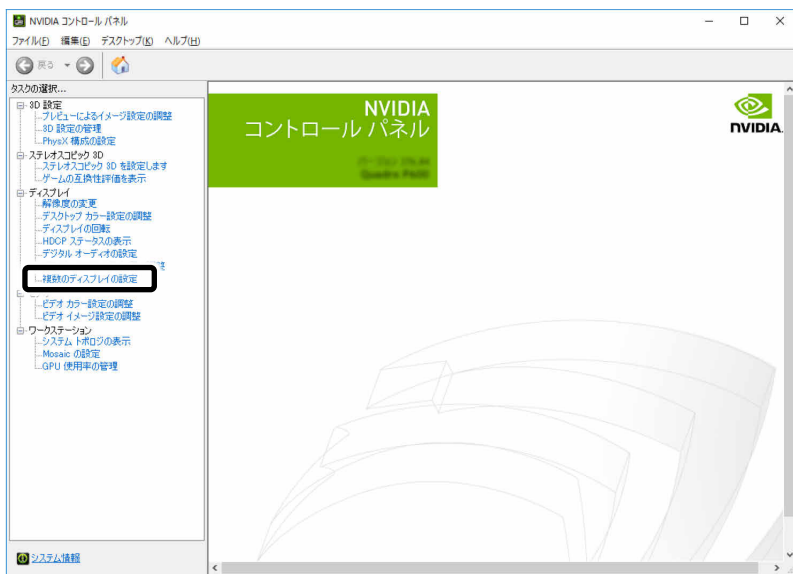 NVIDIA コントロール パネル
ファイル(F) 編集(E) デスクトップ(K) ヘルプ(H)
戻る
タスクの選択...
3D 設定
プレビューによるイメージ設定の調整
3D 設定の管理
PhysX 構成の設定
ステレオスコピック 3D
ステレオスコピック 3D を設定します
ゲームの互換性評価を表示
ディスプレイ
解像度の変更
デスクトップ カラー設定の調整
ディスプレイの回転
HDCP ステータスの表示
デジタル オーディオの設定
複数のディスプレイの設定
ビデオ カラー設定の調整
ビデオ イメージ設定の調整
ワークステーション
システム トポロジの表示
Mosaic の設定
GPU 使用率の管理
システム情報
NVIDIA
コントロール パネル
NVIDIA.